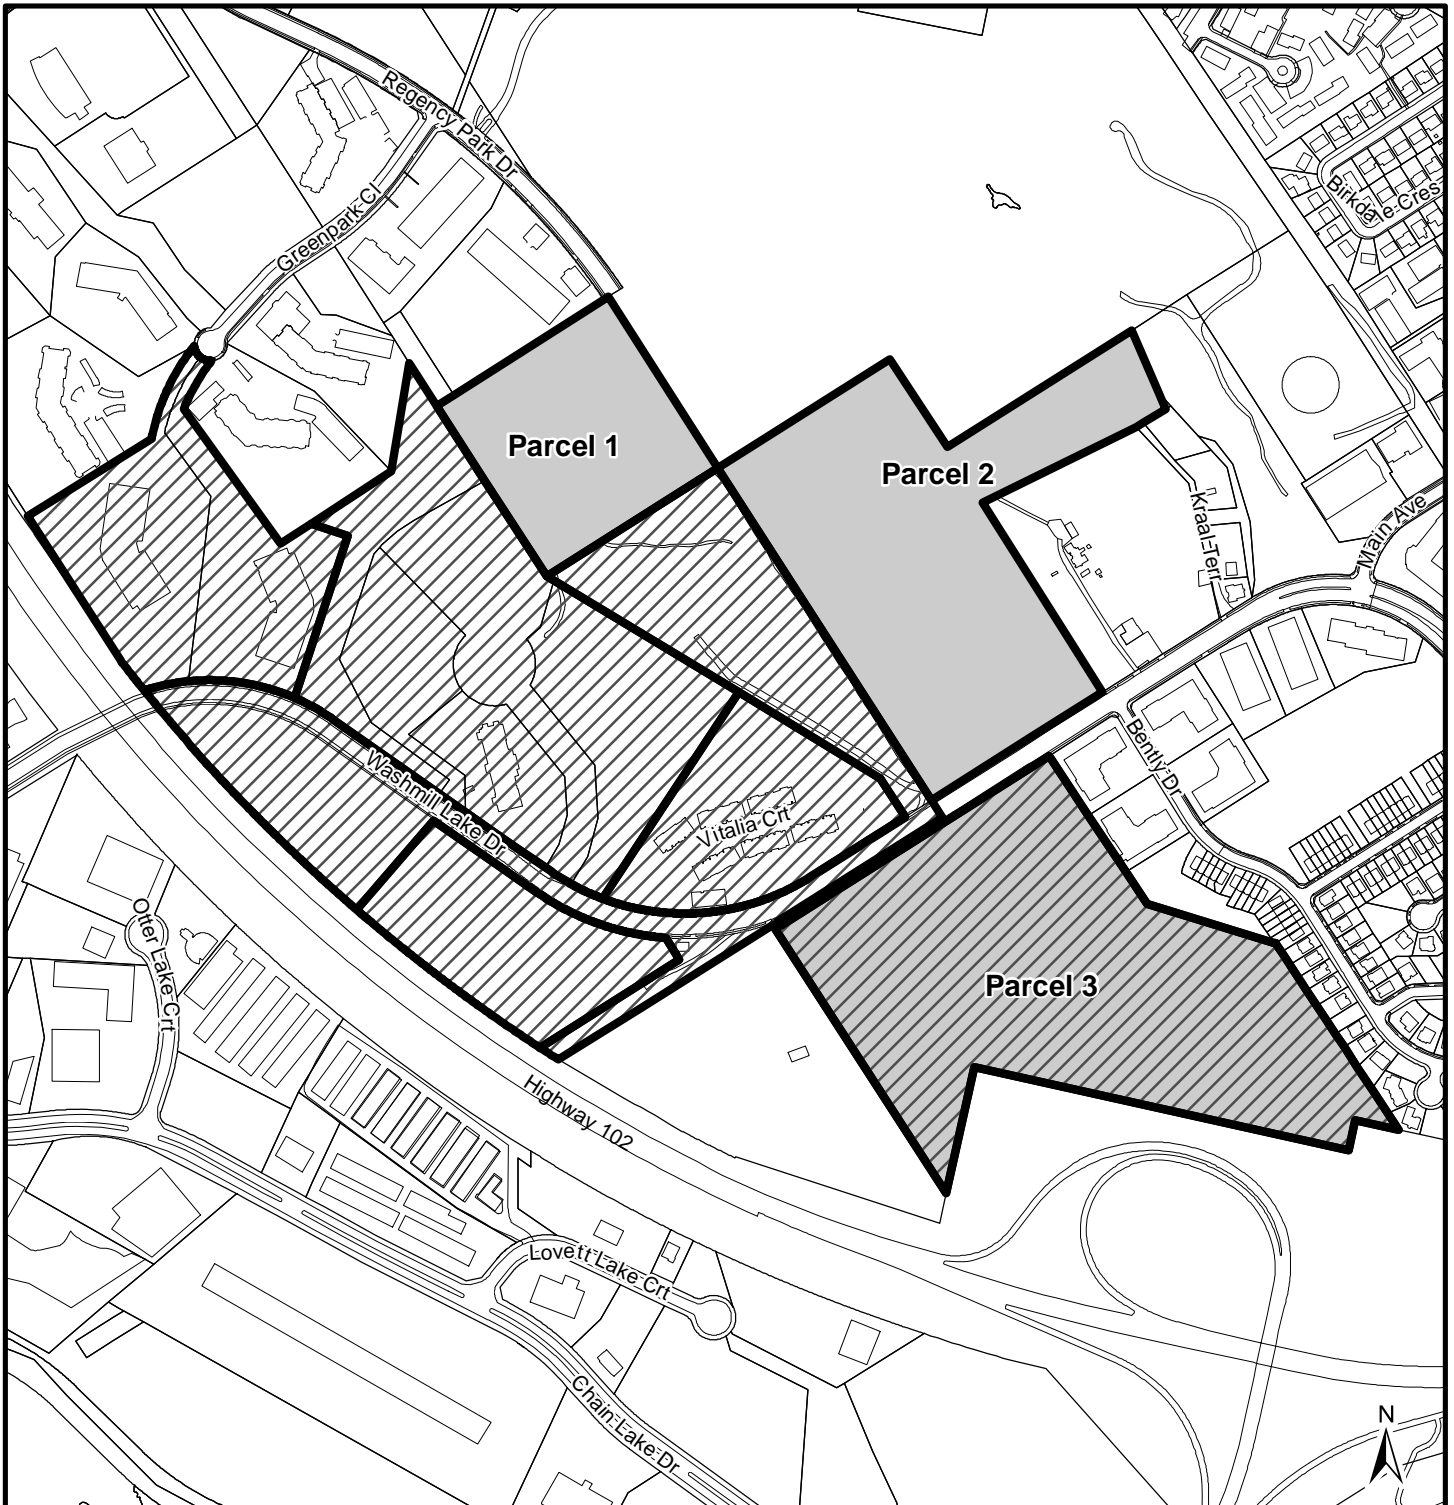 Regency Park Dr
Greenpark Cl
Birkdale Cres
Parcel 1
Parcel 2
Kraal Terr
Main Ave
Bently Dr
Washmill Lake Dr
Vitalia Crt
Otter Lake Crt
Parcel 3
Highway 102
Lovett Lake Crt
Chain Lake Dr
N